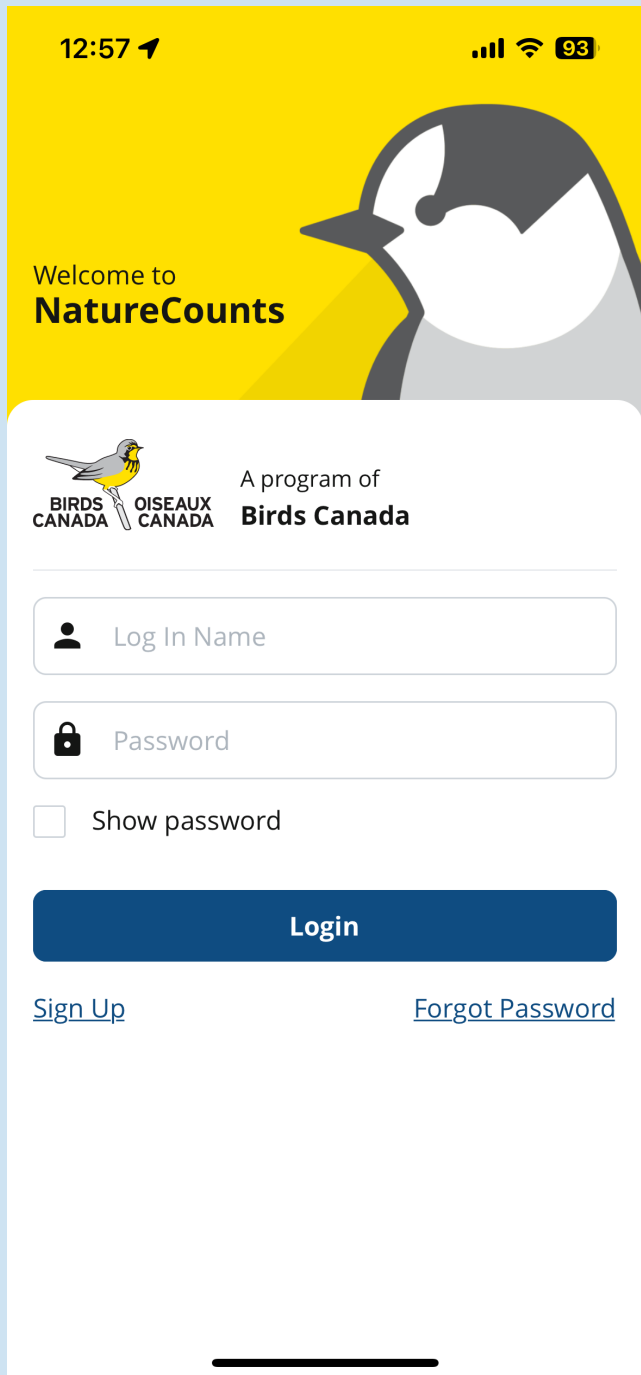 12:57
93
Welcome to
NatureCounts
BIRDS OISEAUX
CANADA CANADA
A program of
Birds Canada
Log In Name
Password
Show password
Login
Sign Up Forgot Password